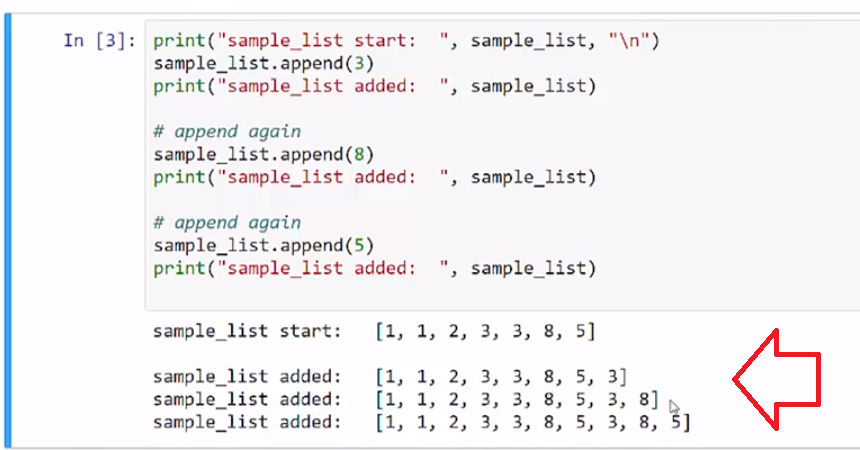 In [3]: print("sample_list start:  ", sample_list, "\n")
sample_list.append(3)
print("sample_list added:  ", sample_list)
# append again
sample_list.append(8)
print("sample_list added:  ", sample_list)
# append again
sample_list.append(5)
print("sample_list added:  ", sample_list)
sample_list start:   [1, 1, 2, 3, 3, 8, 5]
sample_list added:   [1, 1, 2, 3, 3, 8, 5, 3]
sample_list added:   [1, 1, 2, 3, 3, 8, 5, 3, 8]
sample_list added:   [1, 1, 2, 3, 3, 8, 5, 3, 8, 5]